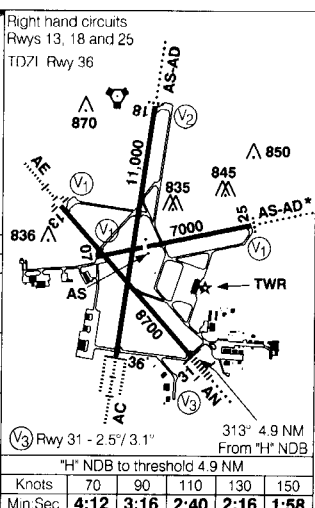 Right hand circuits
Rwys 13, 18 and 25
TDZL Rwy 36
AS-AD
870
18
V2
11,000
850
AE
V1
835
845
13
V1
25
AS-AD*
836
07
7000
V1
AS
TWR
8700
36
31
AC
V3
AN
V3 Rwy 31 - 2.5°/ 3.1°
313° 4.9 NM
From "H" NDB
"H" NDB to threshold 4.9 NM
Knots 70 90 110 130 150
Min:Sec 4:12 3:16 2:40 2:16 1:58